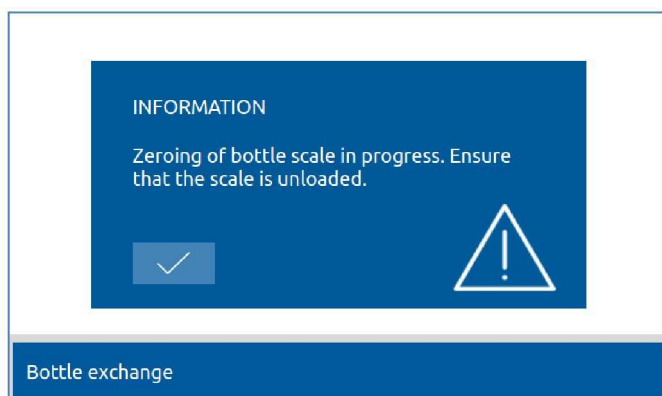 INFORMATION
Zeroing of bottle scale in progress. Ensure
that the scale is unloaded.
Bottle exchange